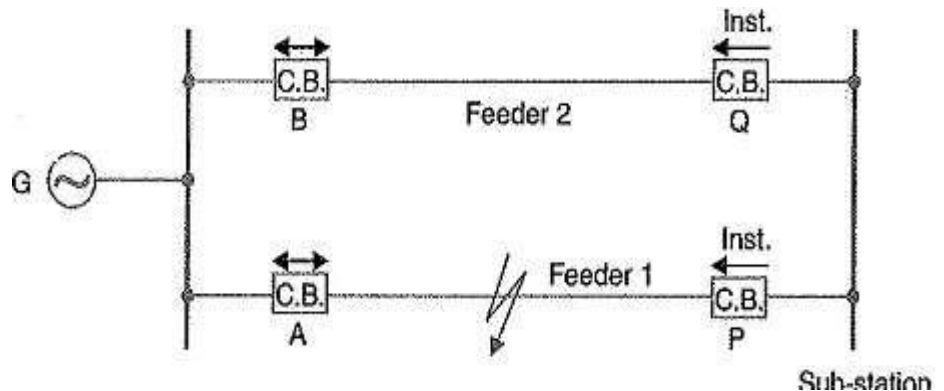 Inst.
C.B. C.B.
B Feeder 2 Q
G
Inst.
Feeder 1
C.B. C.B.
A P
Sub-station